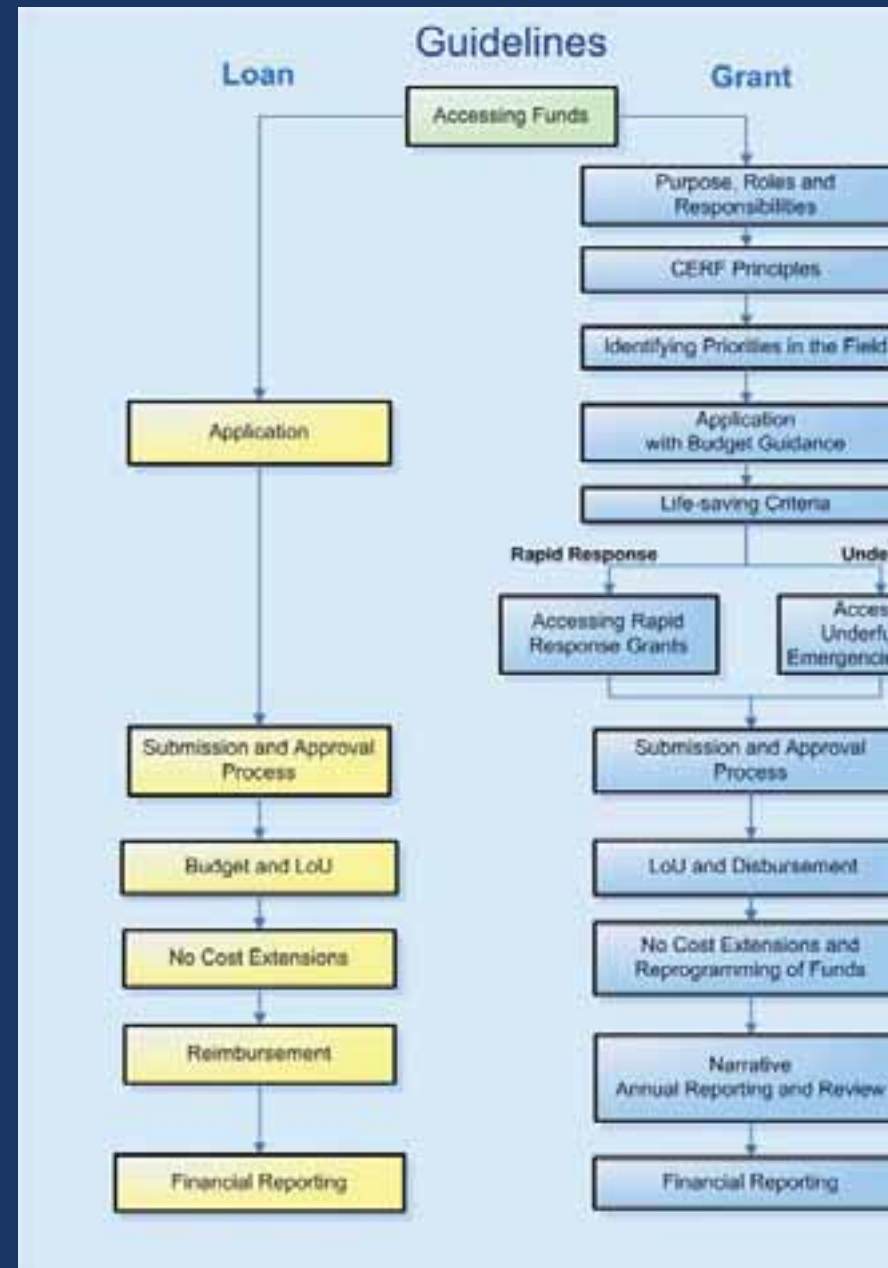 Guidelines
Loan
Grant
Accessing Funds
Purpose, Roles and
Responsibilities
CERF Principles
Identifying Priorities in the Field
Application
Application
with Budget Guidance
Life-saving Criteria
Rapid Response
Accessing Rapid
Response Grants
Submission and Approval
Process
Submission and Approval
Process
Budget and LoU
LoU and Disbursement
No Cost Extensions
No Cost Extensions and
Reprogramming of Funds
Reimbursement
Narrative
Annual Reporting and Review
Financial Reporting
Financial Reporting